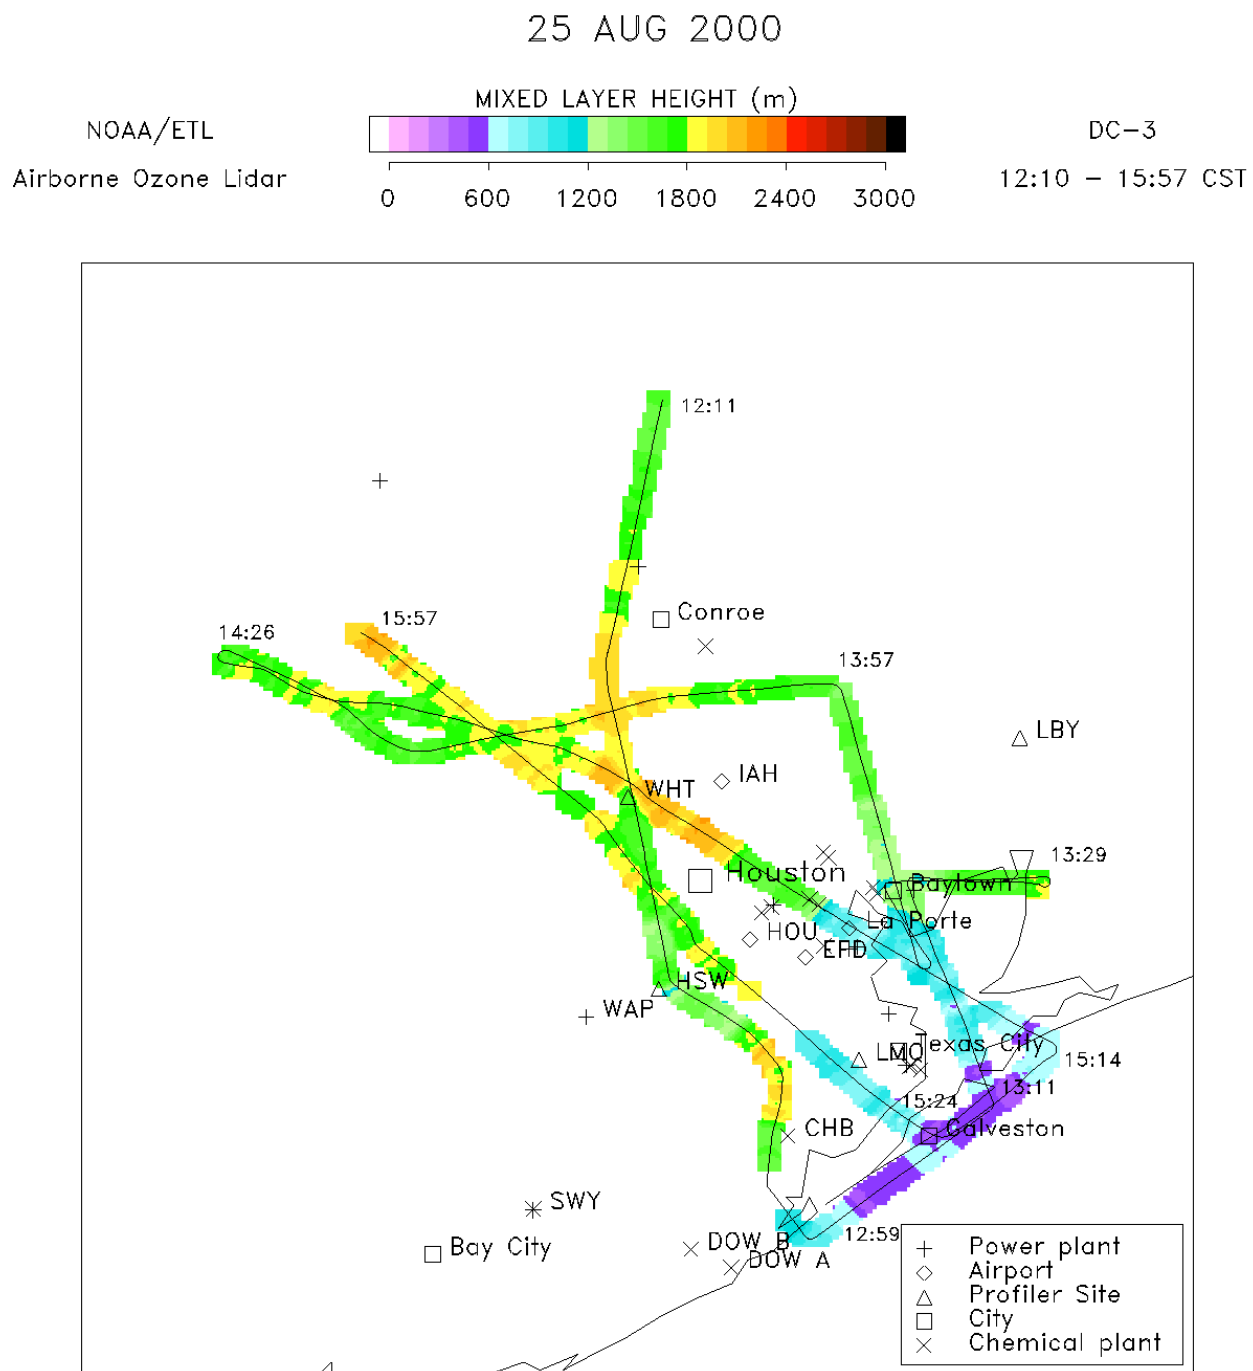 25 AUG 2000
MIXED LAYER HEIGHT (m)
NOAA/ETL
DC-3
Airborne Ozone Lidar
12:10 - 15:57 CST
0 600 1200 1800 2400 3000
12:11
Conroe
15:57
14:26
13:57
LBY
IAH
WHT
13:29
Houston
Baytown
La Porte
HOU
EFD
HSW
WAP
Texas City
LMO
15:14
13:11
15:24
CHB
Galveston
SWY
12:59
DOW B
Bay City
DOW A
Power plant
Airport
Profiler Site
City
Chemical plant